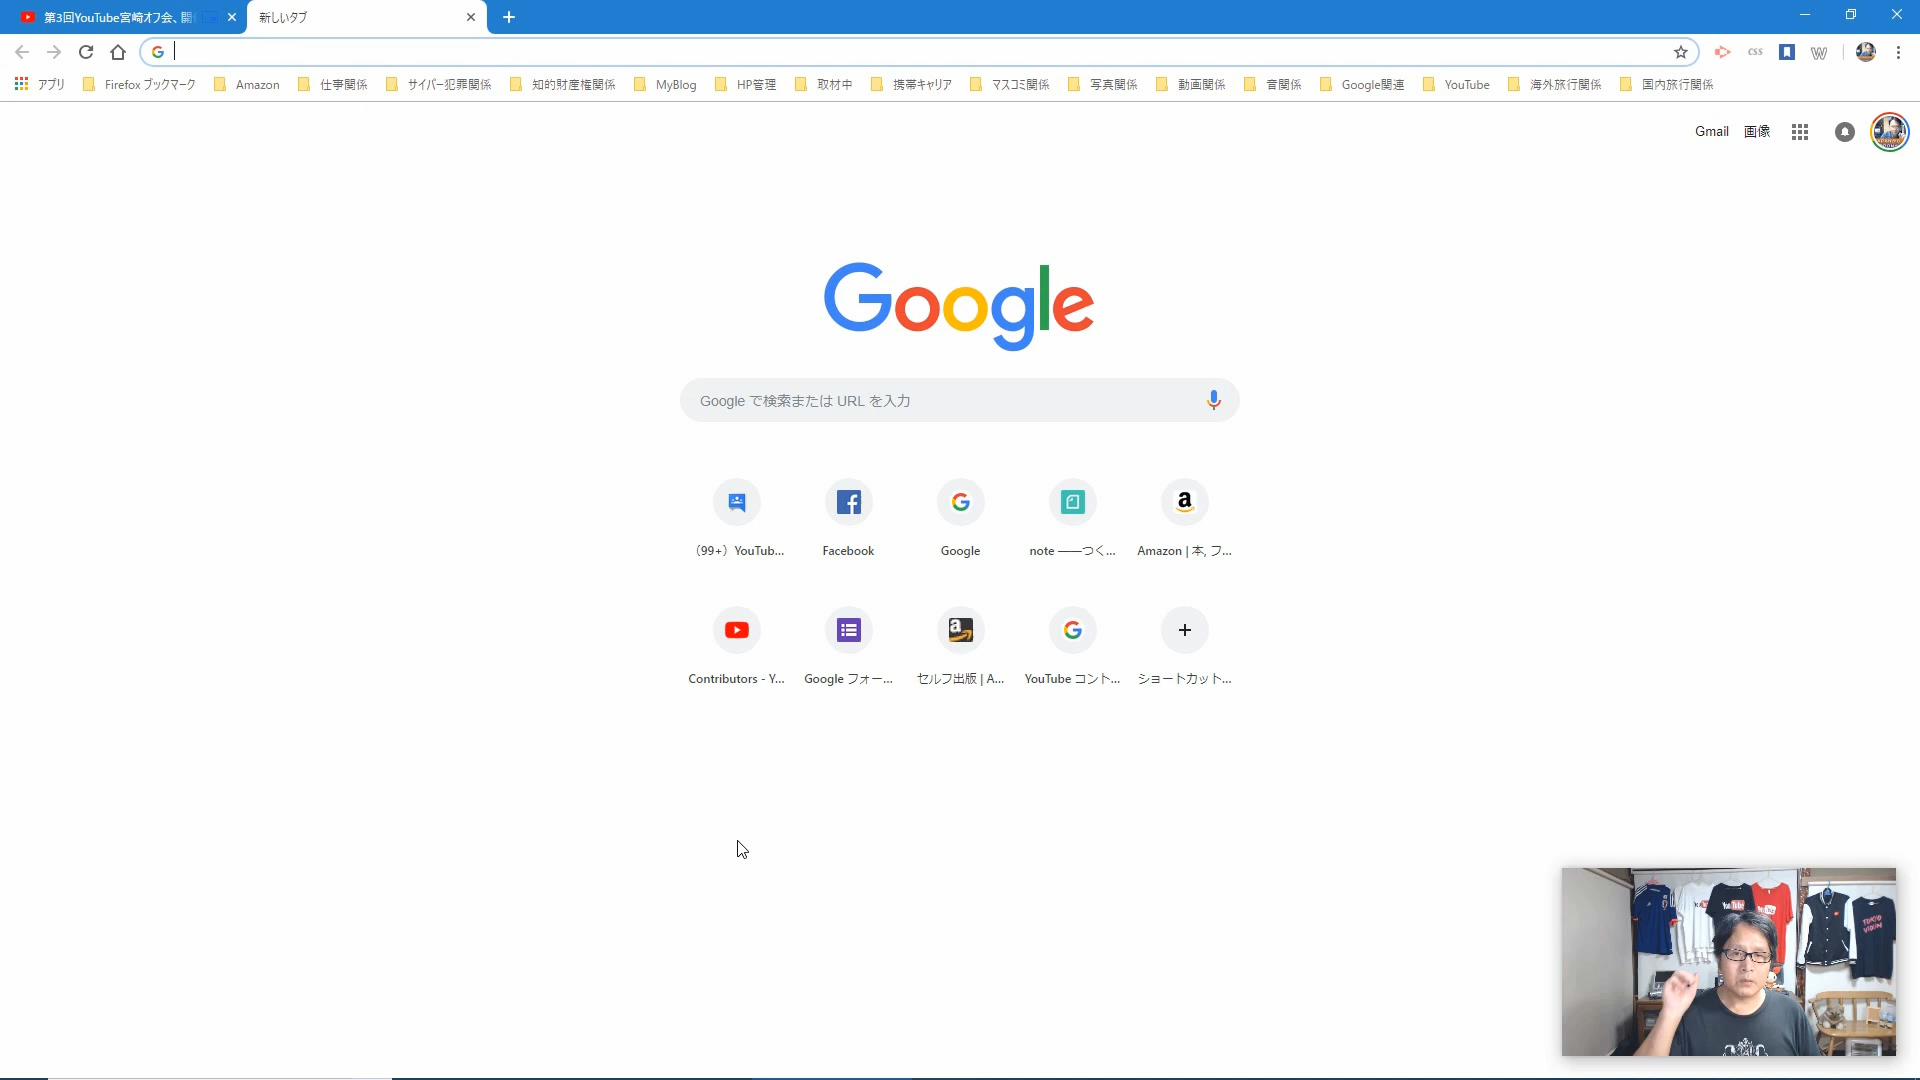 第3回YouTube宮崎オフ会、開
新しいタブ
アプリ Firefox ブックマーク Amazon 仕事関係 サイバー犯罪関係 知的財産権関係 MyBlog HP管理 取材中 携帯キャリア マスコミ関係 写真関係 動画関係 音関係 Google関連 YouTube 海外旅行関係 国内旅行関係
Gmail 画像
Google
Google で検索または URL を入力
(99+) YouTub... Facebook Google note ――つく... Amazon | 本, フ...
Contributors - Y... Google フォー... セルフ出版 | A... YouTube コント... ショートカット...
css
YouTube
TOKYO